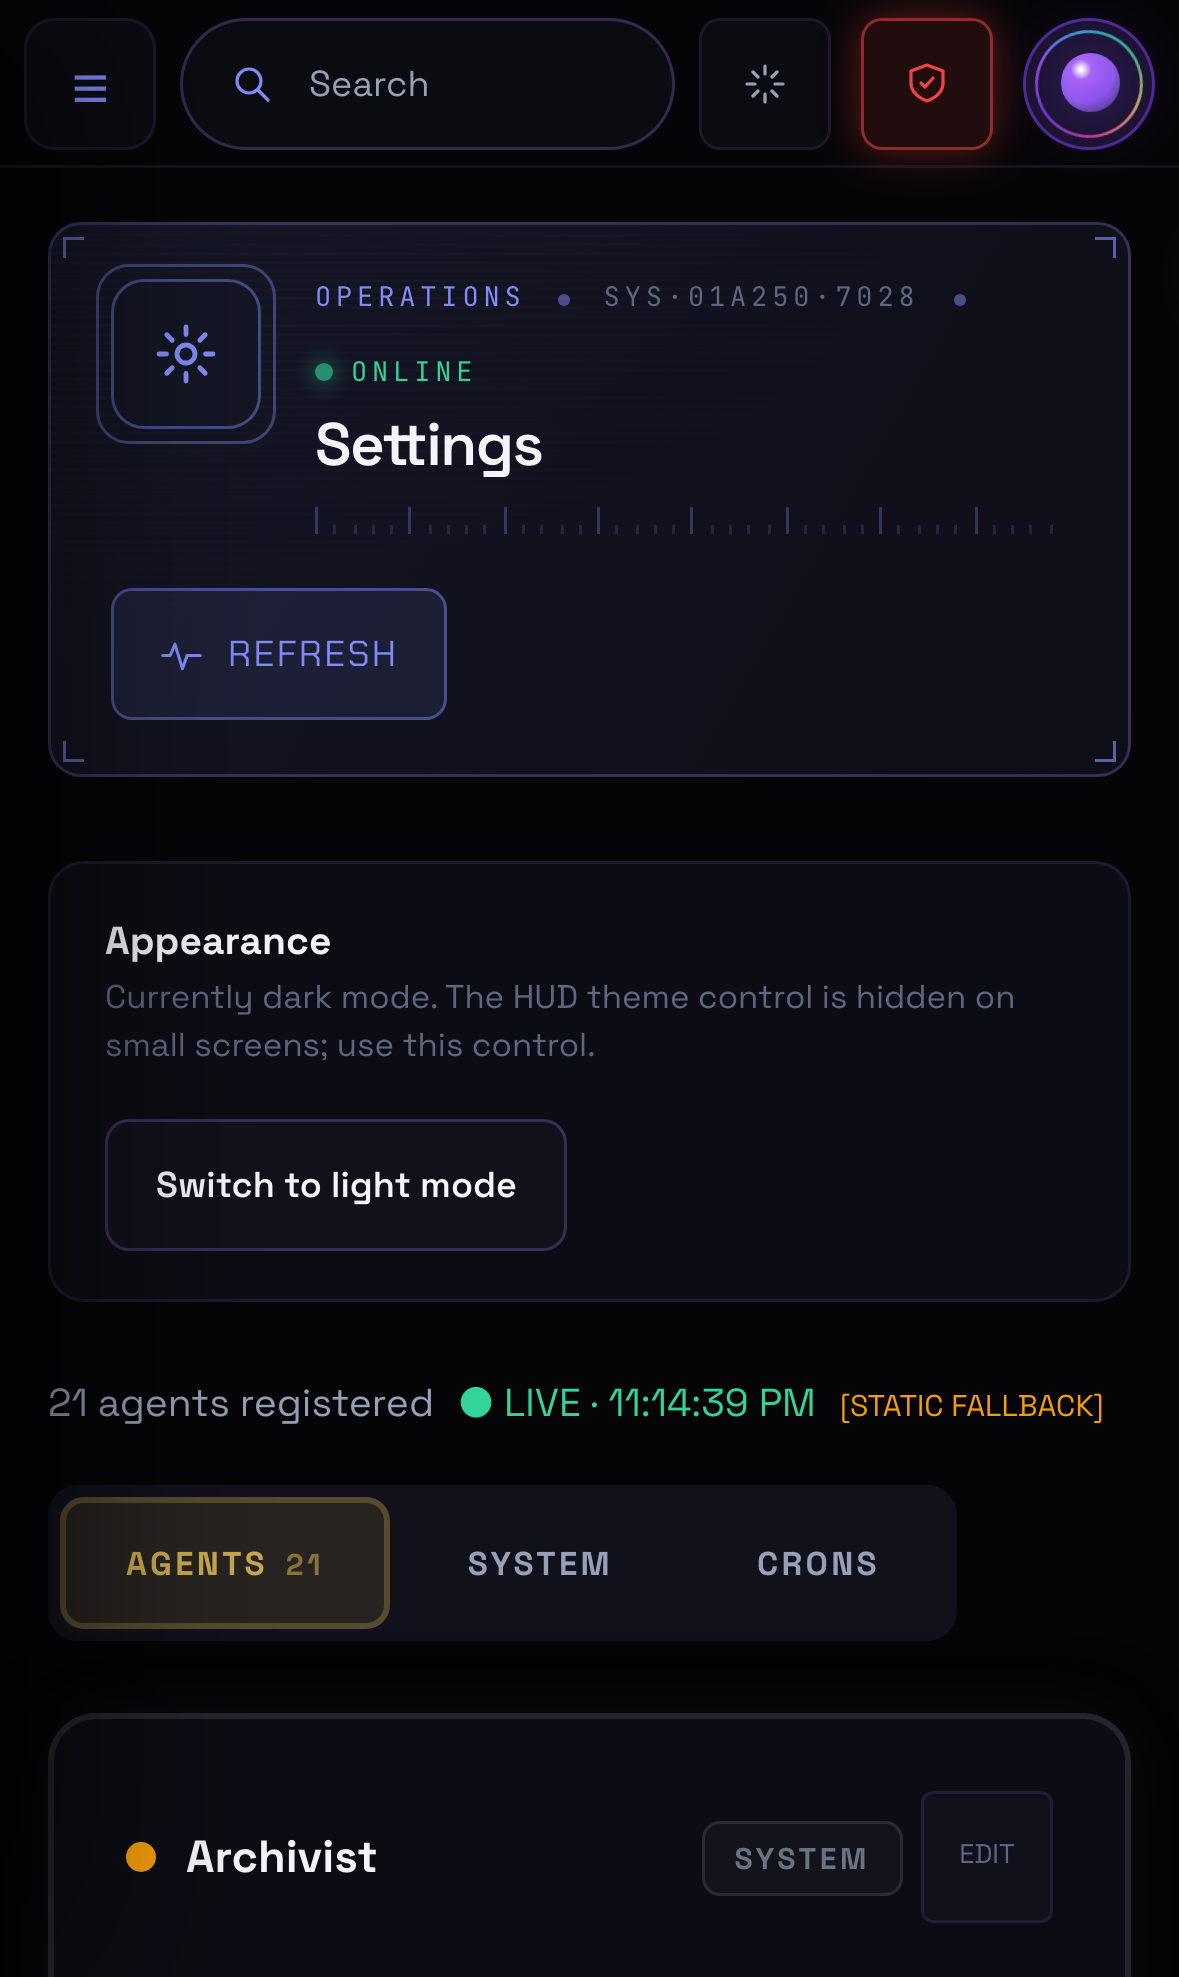 Search
OPERATIONS • SYS·01A250·7028 •
ONLINE
Settings
REFRESH
Appearance
Currently dark mode. The HUD theme control is hidden on
small screens; use this control.
Switch to light mode
21 agents registered ● LIVE · 11:14:39 PM [STATIC FALLBACK]
AGENTS 21 SYSTEM CRONS
Archivist SYSTEM EDIT